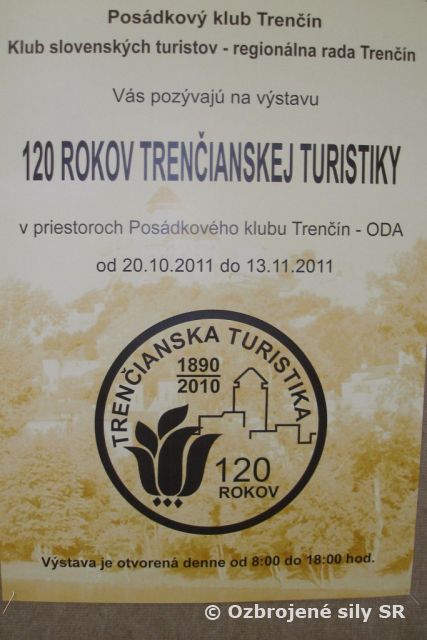 Posádkový klub Trenčín
Klub slovenských turistov - regionálna rada Trenčín
Vás pozývajú na výstavu
120 ROKOV TRENČIANSKEJ TURISTIKY
v priestoroch Posádkového klubu Trenčín - ODA
od 20.10.2011 do 13.11.2011
TRENČIANSKA TURISTIKA
1890
2010
120
ROKOV
Výstava je otvorená denne od 8:00 do 18:00 hod.
© Ozbrojené sily SR